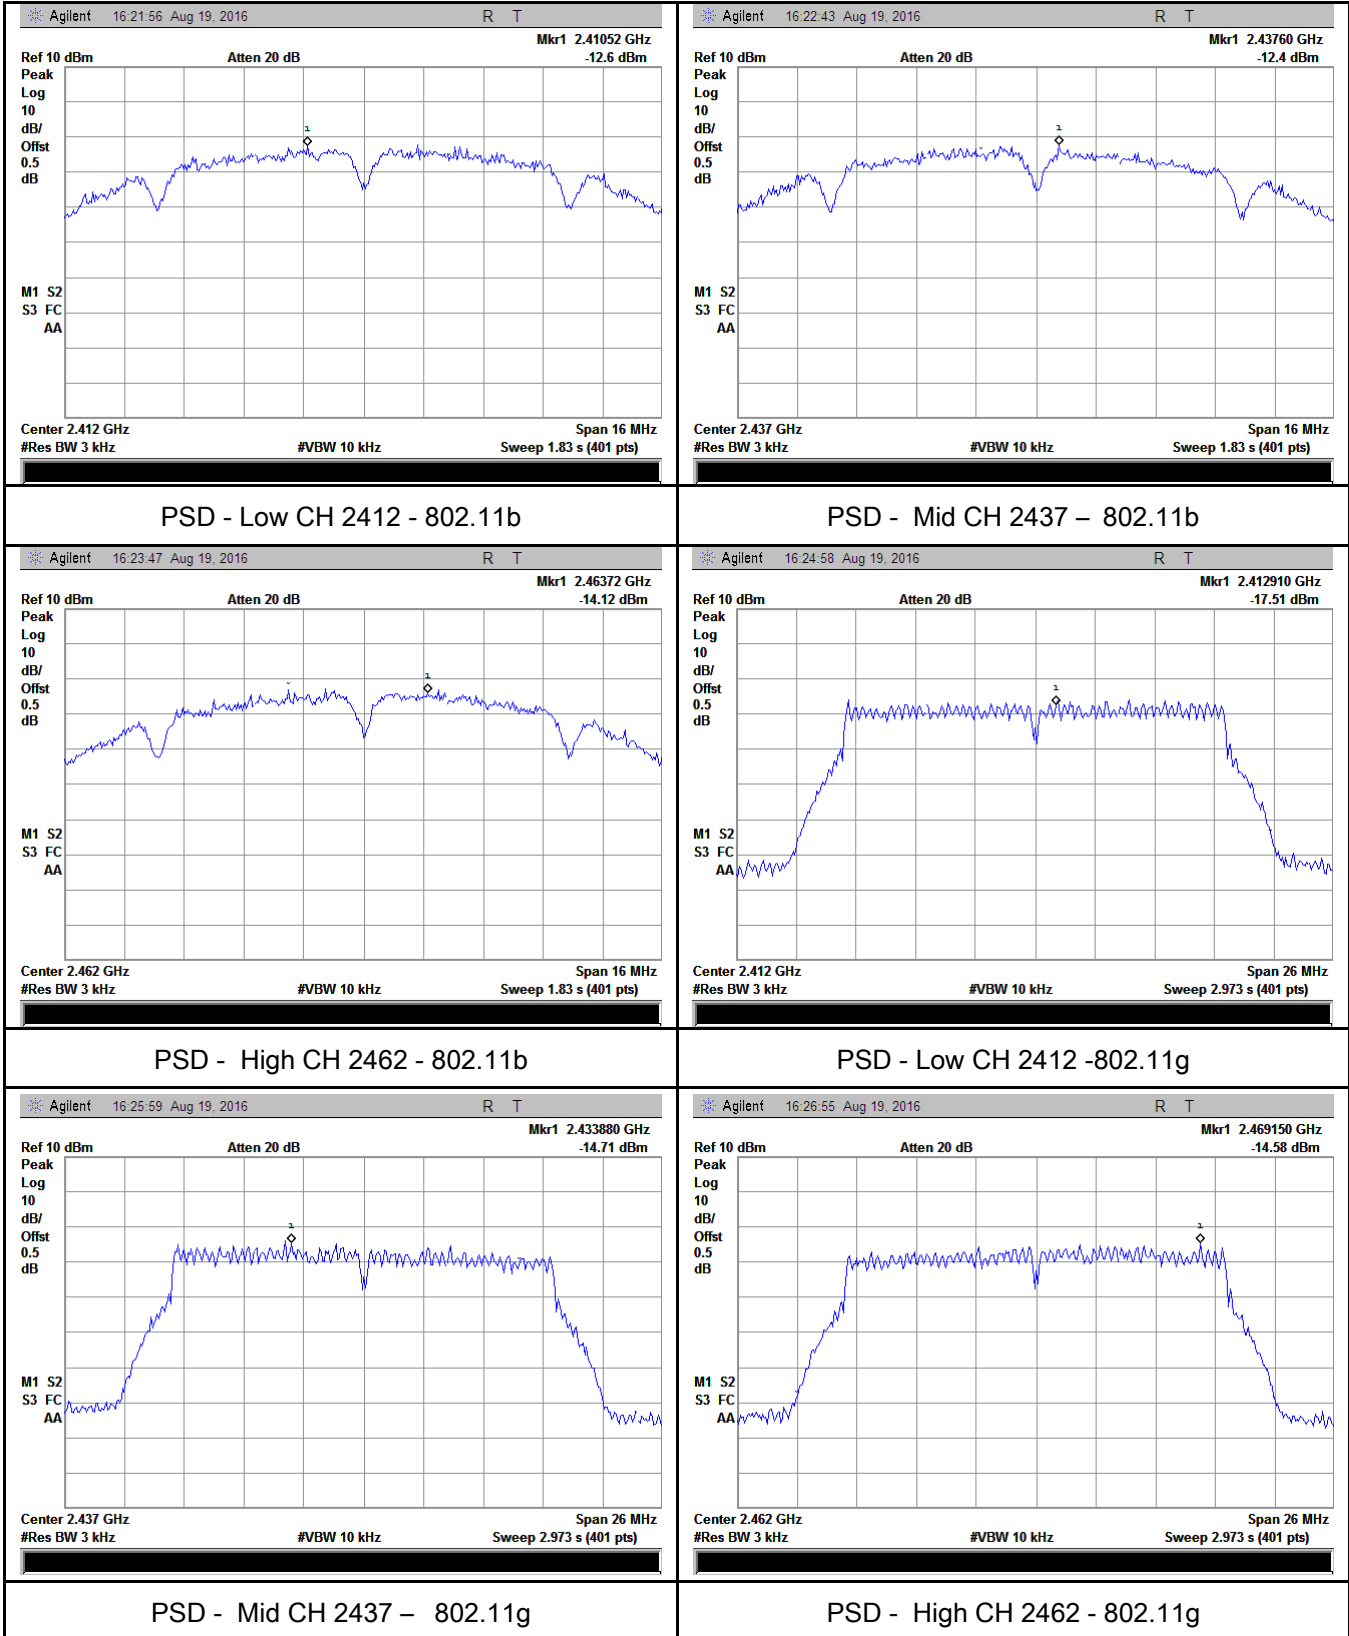 Agilent 16:21:56 Aug 19, 2016 R T
Mkr1 2.41052 GHz
Ref 10 dBm Atten 20 dB -12.6 dBm
Peak
Log
10
dB/
Offst
0.5
dB
1
M1 S2
S3 FC
AA
Center 2.412 GHz Span 16 MHz
#Res BW 3 kHz #VBW 10 kHz Sweep 1.83 s (401 pts)
PSD - Low CH 2412 - 802.11b
Agilent 16:22:43 Aug 19, 2016 R T
Mkr1 2.43760 GHz
Ref 10 dBm Atten 20 dB -12.4 dBm
Peak
Log
10
dB/
Offst
0.5
dB
1
M1 S2
S3 FC
AA
Center 2.437 GHz Span 16 MHz
#Res BW 3 kHz #VBW 10 kHz Sweep 1.83 s (401 pts)
PSD - Mid CH 2437 – 802.11b
Agilent 16:23:47 Aug 19, 2016 R T
Mkr1 2.46372 GHz
Ref 10 dBm Atten 20 dB -14.12 dBm
Peak
Log
10
dB/
Offst
0.5
dB
1
M1 S2
S3 FC
AA
Center 2.462 GHz Span 16 MHz
#Res BW 3 kHz #VBW 10 kHz Sweep 1.83 s (401 pts)
PSD - High CH 2462 - 802.11b
Agilent 16:24:58 Aug 19, 2016 R T
Mkr1 2.412910 GHz
Ref 10 dBm Atten 20 dB -17.51 dBm
Peak
Log
10
dB/
Offst
0.5
dB
1
M1 S2
S3 FC
AA
Center 2.412 GHz Span 26 MHz
#Res BW 3 kHz #VBW 10 kHz Sweep 2.973 s (401 pts)
PSD - Low CH 2412 -802.11g
Agilent 16:25:59 Aug 19, 2016 R T
Mkr1 2.433880 GHz
Ref 10 dBm Atten 20 dB -14.71 dBm
Peak
Log
10
dB/
Offst
0.5
dB
1
M1 S2
S3 FC
AA
Center 2.437 GHz Span 26 MHz
#Res BW 3 kHz #VBW 10 kHz Sweep 2.973 s (401 pts)
PSD - Mid CH 2437 – 802.11g
Agilent 16:26:55 Aug 19, 2016 R T
Mkr1 2.469150 GHz
Ref 10 dBm Atten 20 dB -14.58 dBm
Peak
Log
10
dB/
Offst
0.5
dB
1
M1 S2
S3 FC
AA
Center 2.462 GHz Span 26 MHz
#Res BW 3 kHz #VBW 10 kHz Sweep 2.973 s (401 pts)
PSD - High CH 2462 - 802.11g